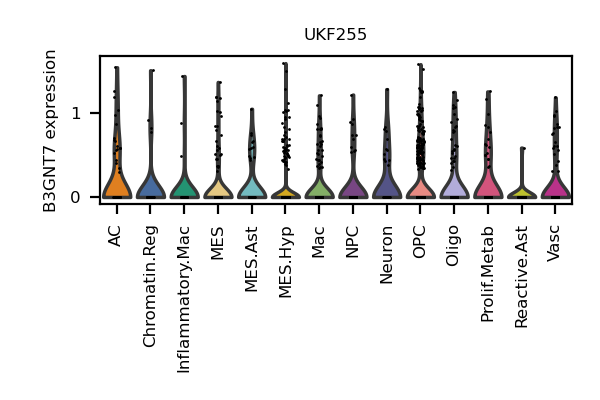 UKF255
B3GNT7 expression
1
0
AC
Chromatin.Reg
Inflammatory.Mac
MES
MES.Ast
MES.Hyp
Mac
NPC
Neuron
OPC
Oligo
Prolif.Metab
Reactive.Ast
Vasc